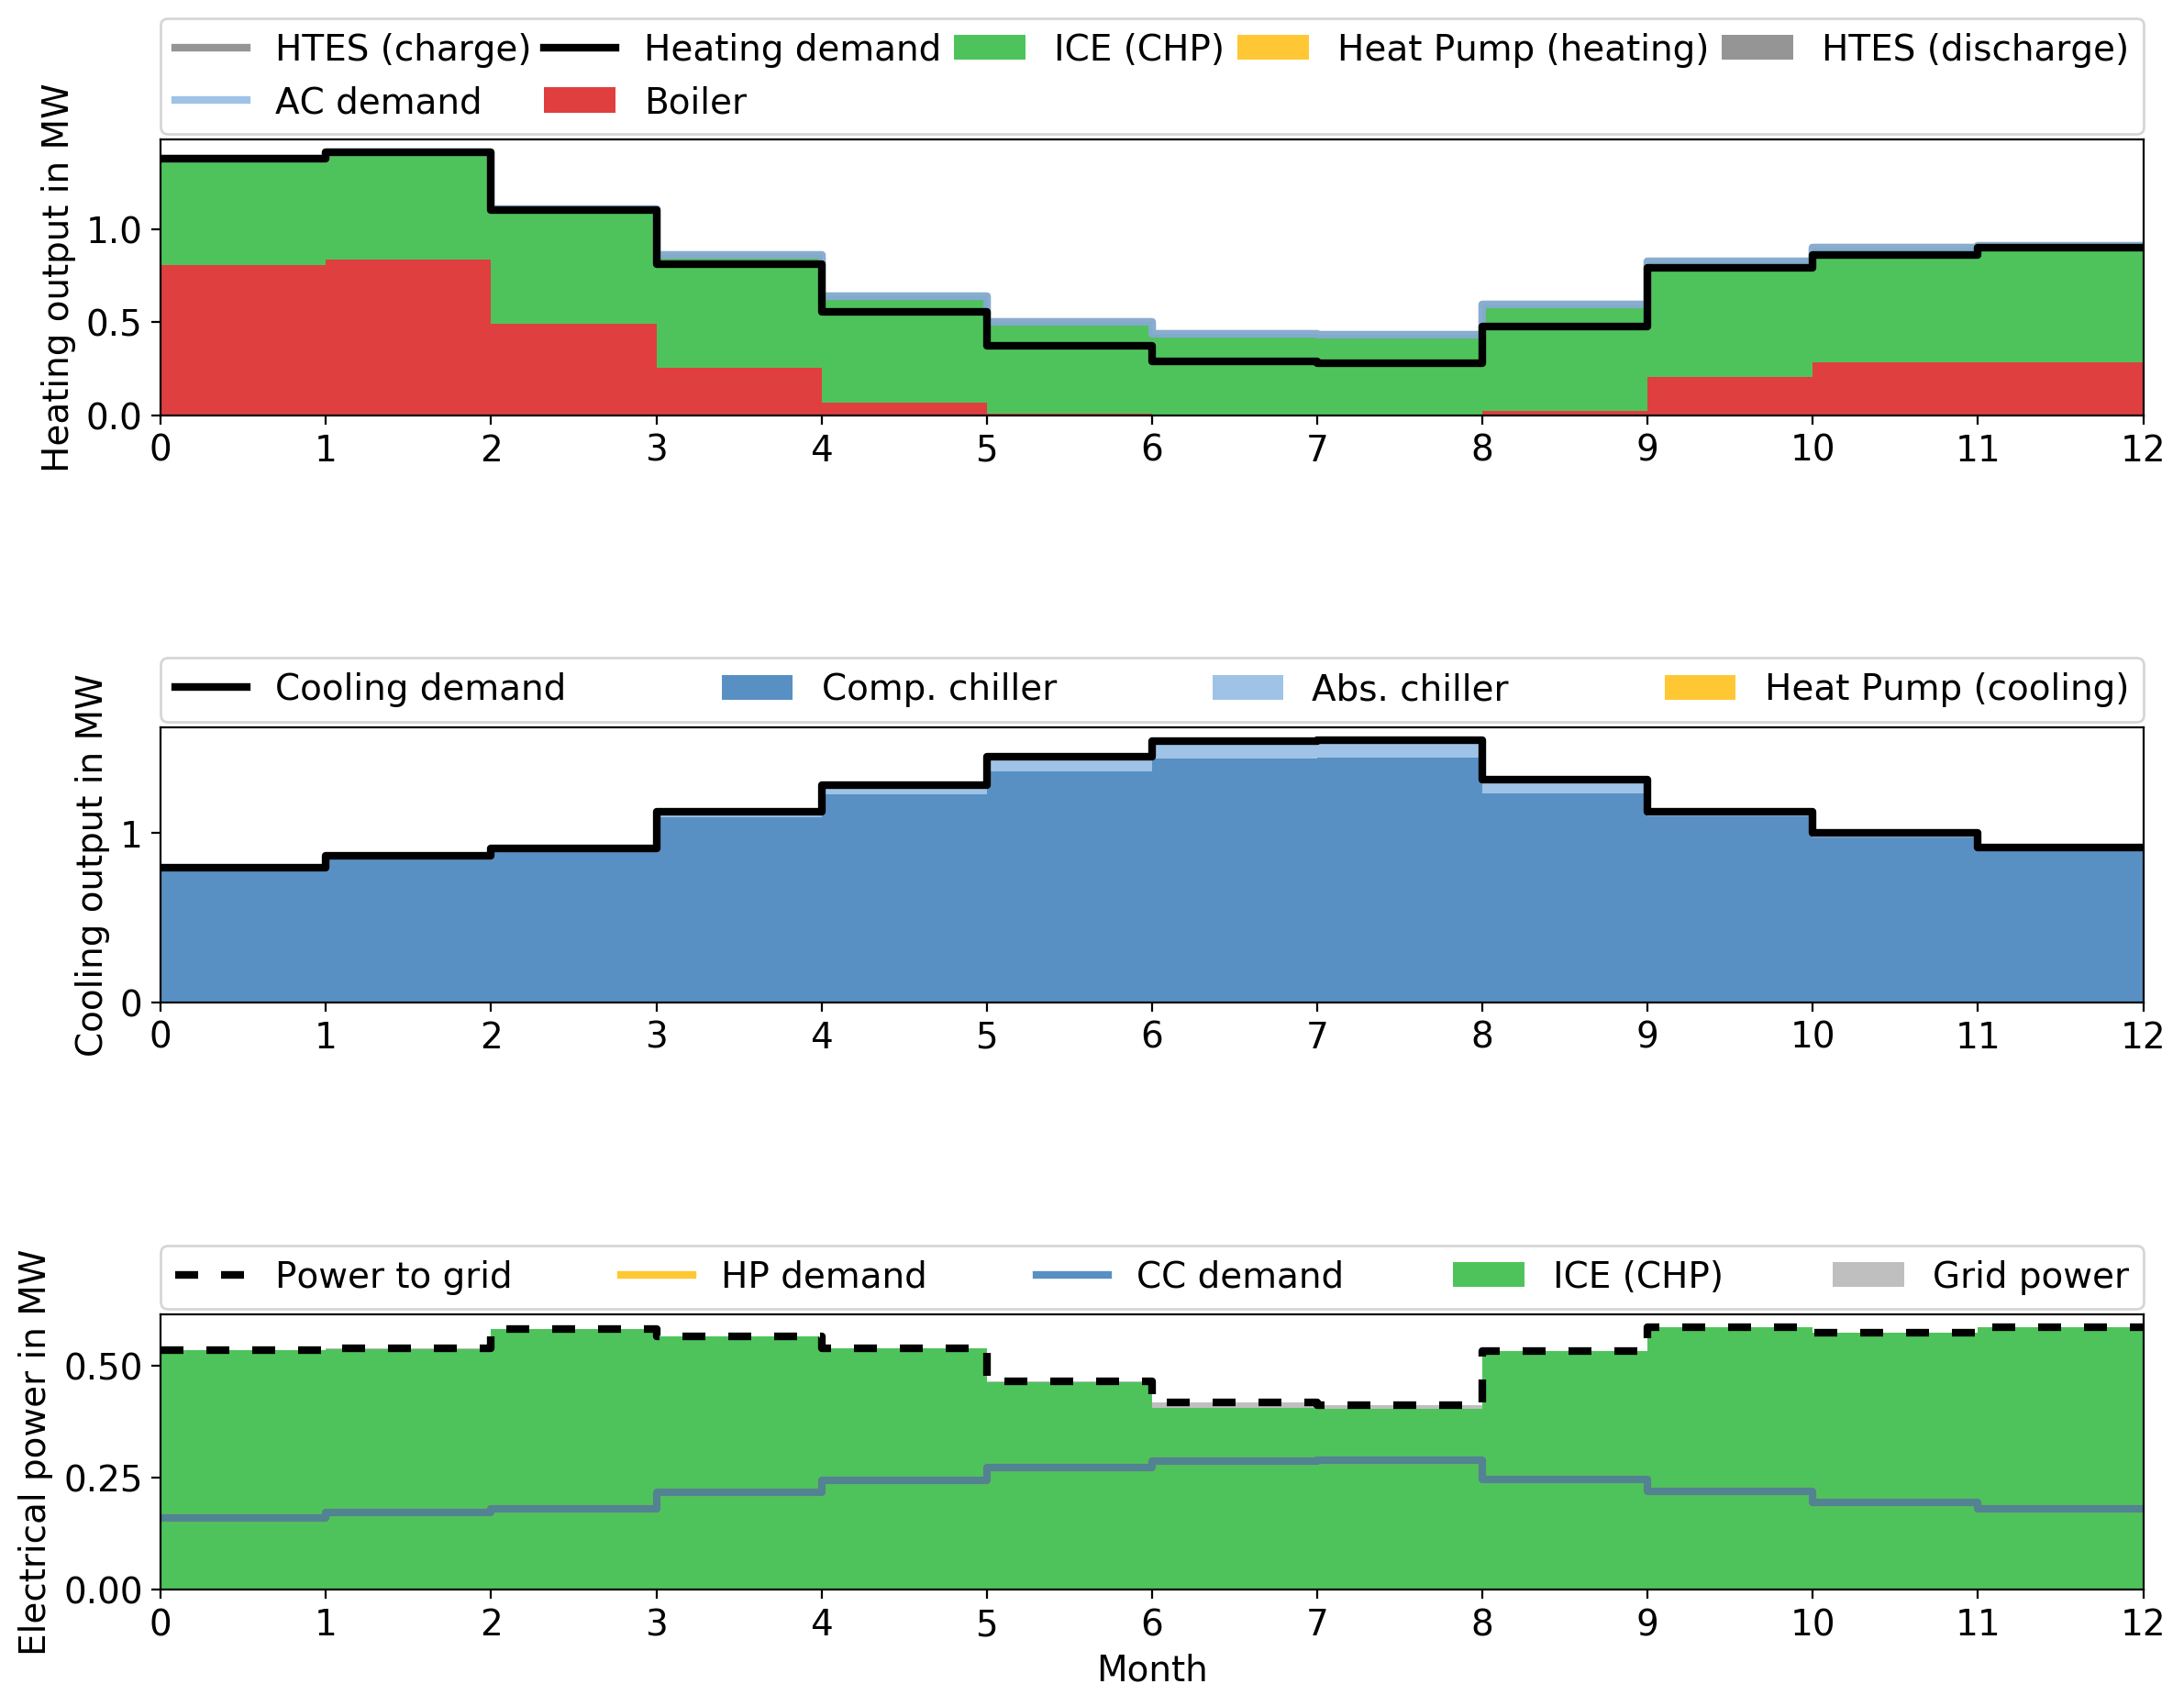 HTES (charge) Heating demand ICE (CHP) Heat Pump (heating) HTES (discharge)
AC demand Boiler
Heating output in MW
1.0
0.5
0.0
0 1 2 3 4 5 6 7 8 9 10 11 12
Cooling demand Comp. chiller Abs. chiller Heat Pump (cooling)
Cooling output in MW
1
0
0 1 2 3 4 5 6 7 8 9 10 11 12
Power to grid HP demand CC demand ICE (CHP) Grid power
Electrical power in MW
0.50
0.25
0.00
0 1 2 3 4 5 6 7 8 9 10 11 12
Month